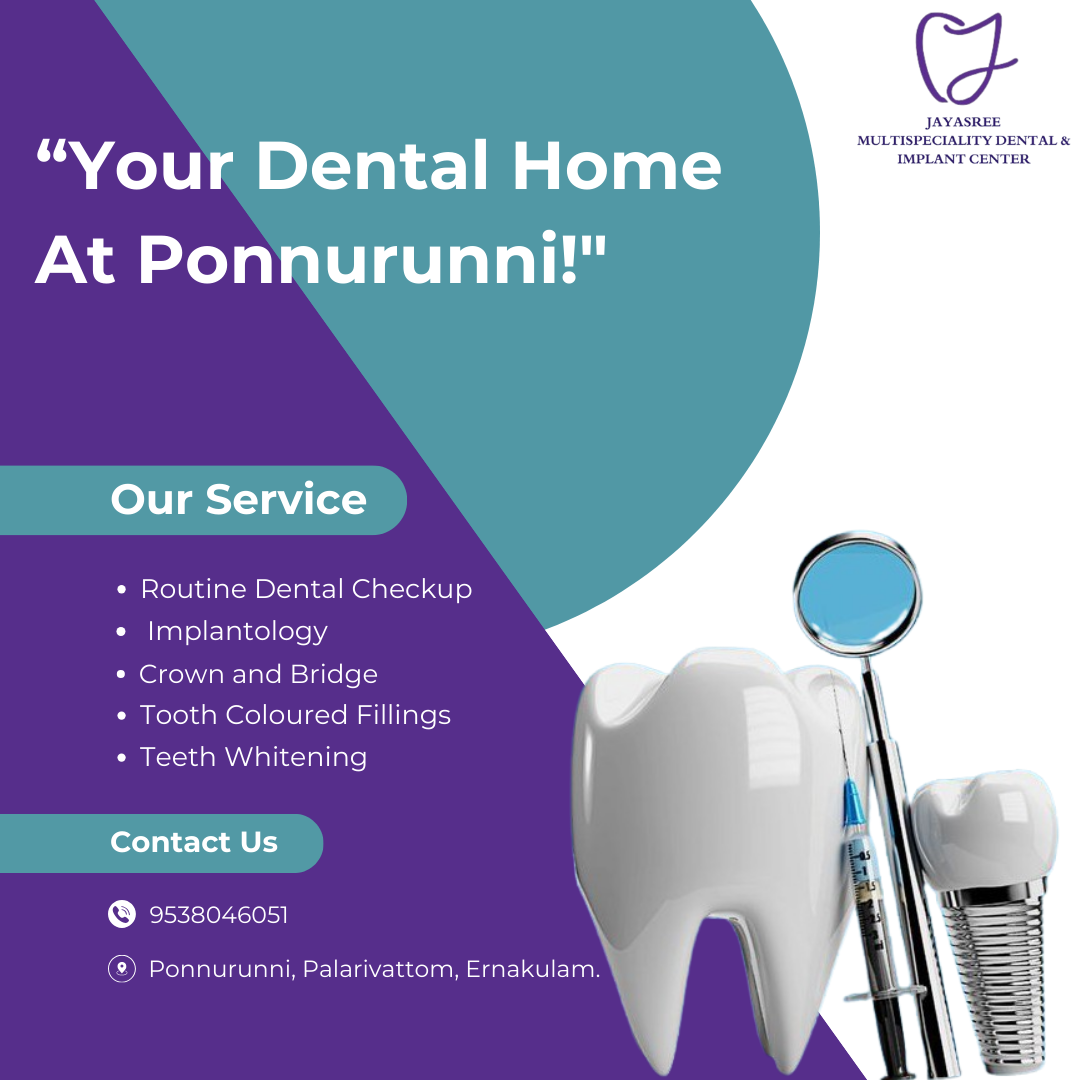 JAYASREE
MULTISPECIALITY DENTAL &
IMPLANT CENTER
“Your Dental Home
At Ponnurunni!"
Our Service
• Routine Dental Checkup
• Implantology
• Crown and Bridge
• Tooth Coloured Fillings
• Teeth Whitening
Contact Us
9538046051
Ponnurunni, Palarivattom, Ernakulam.